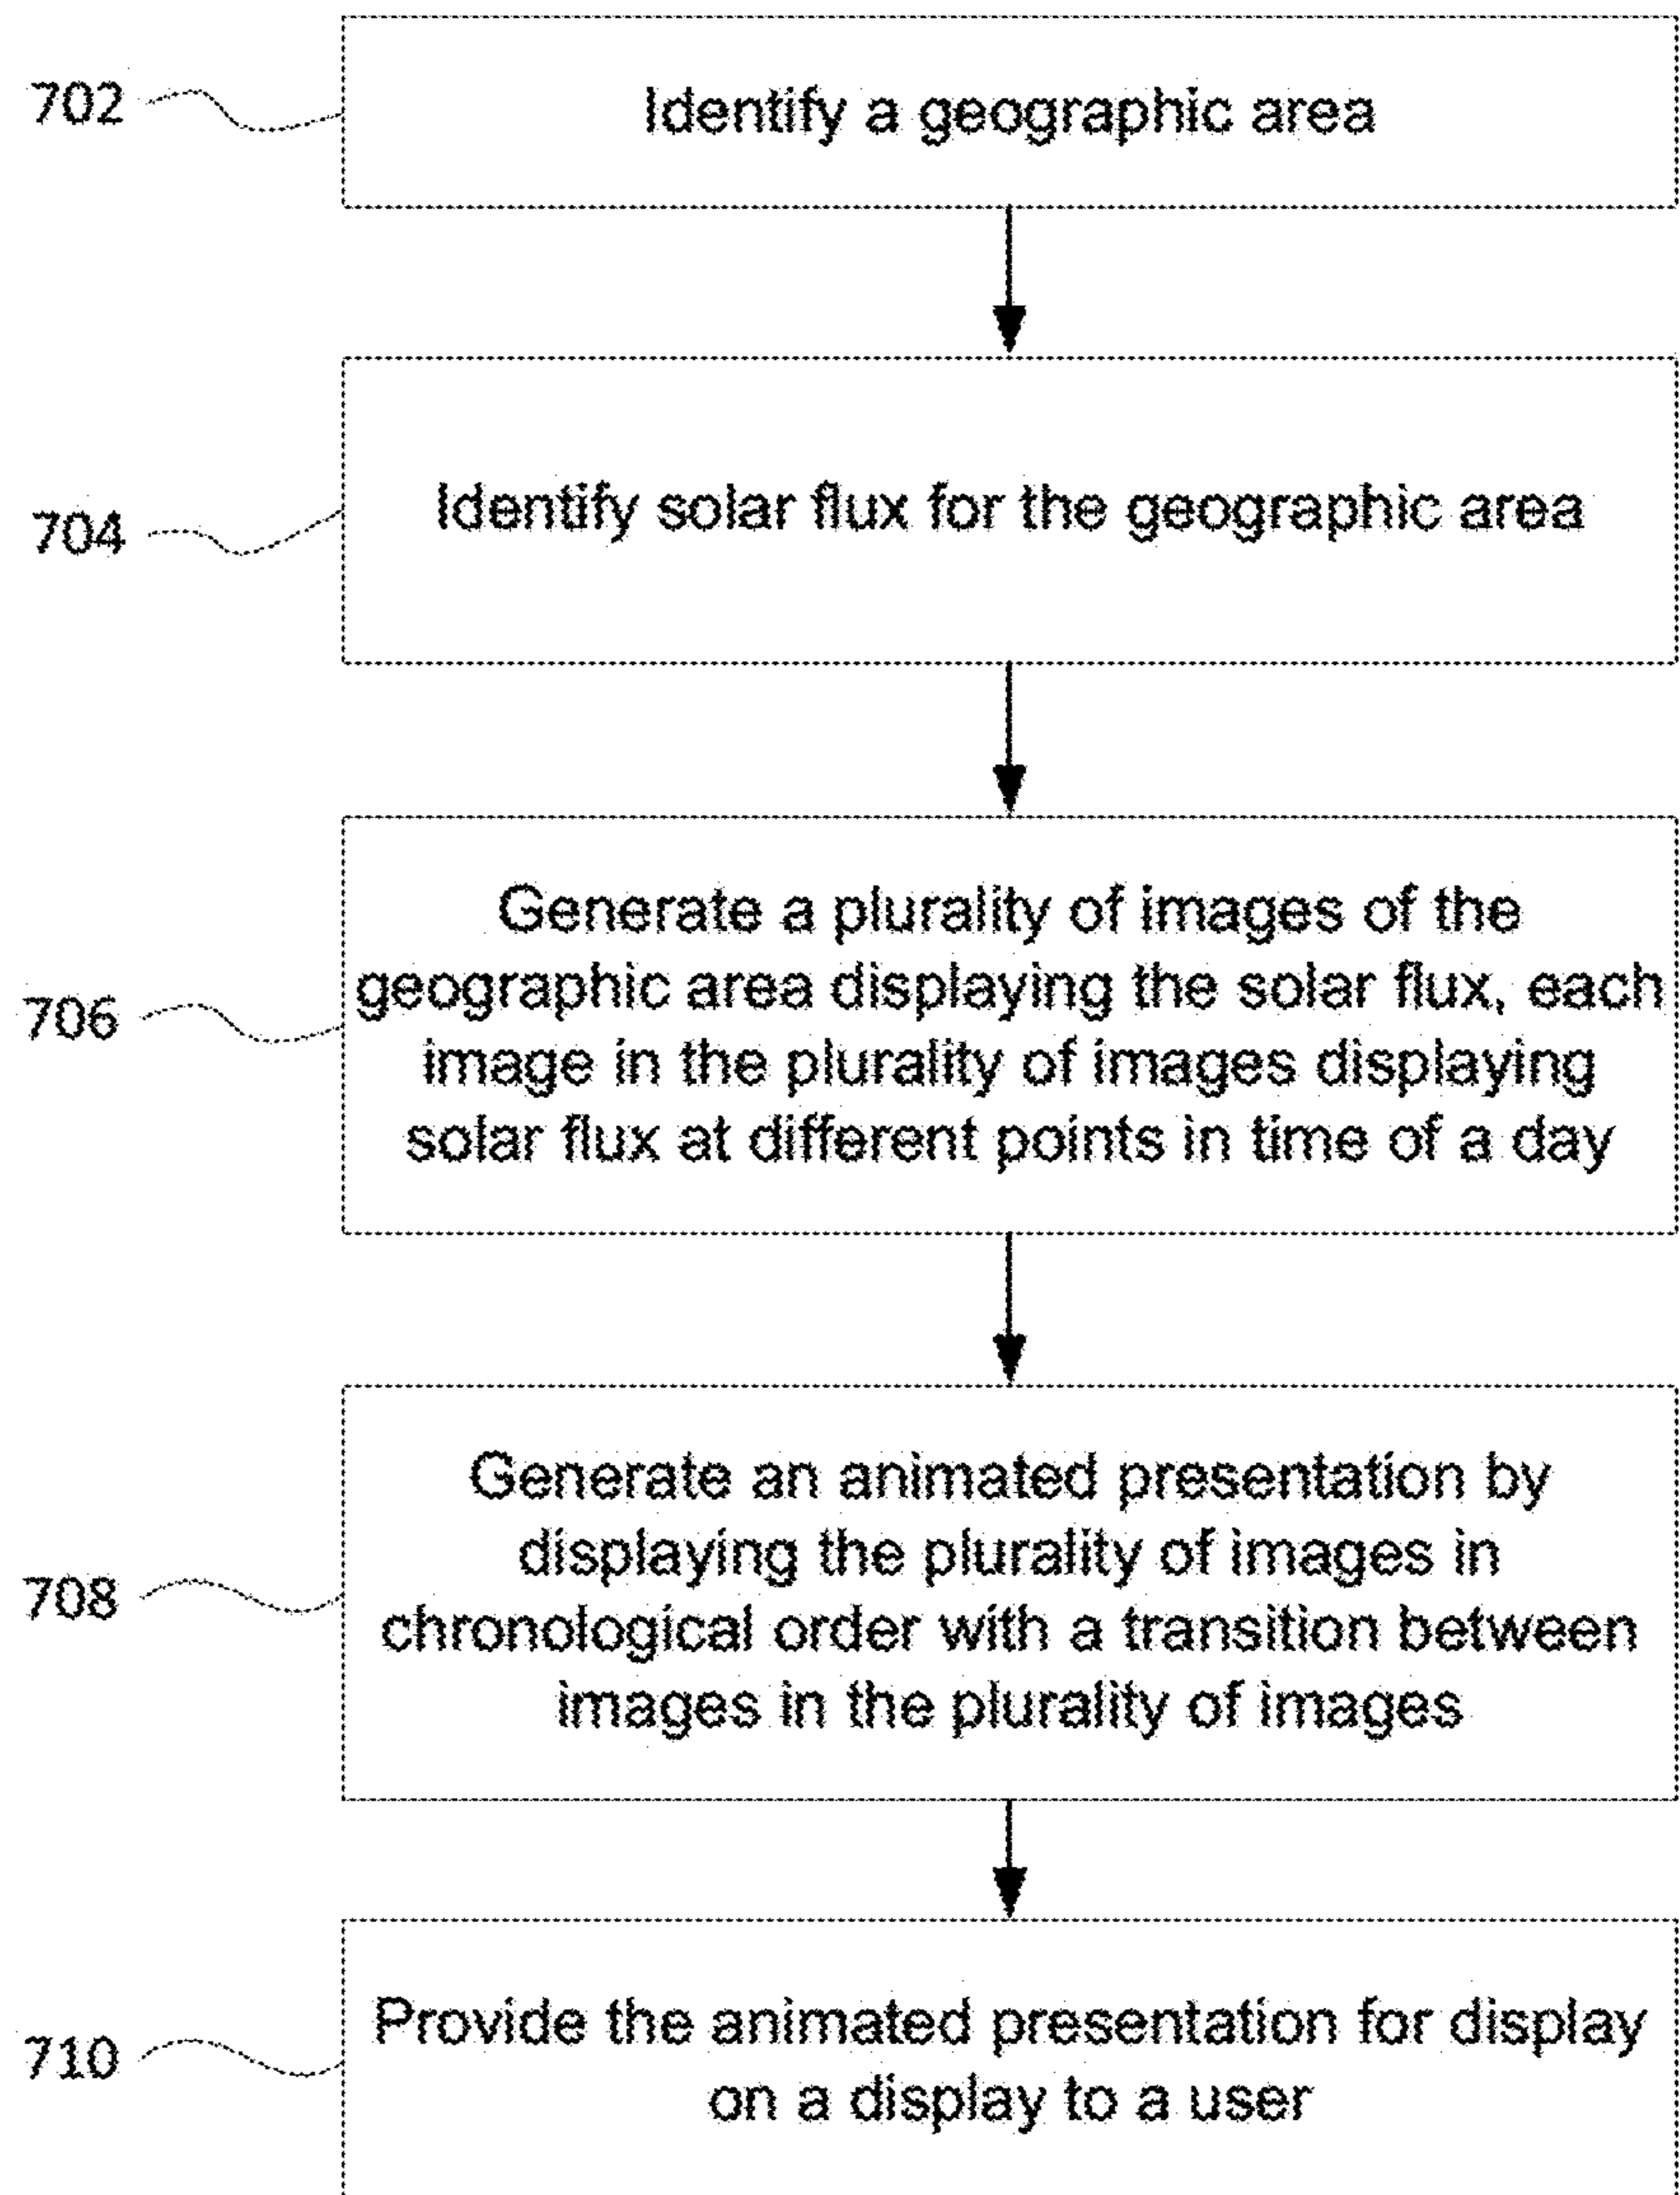 702
Identify a geographic area
704
Identify solar flux for the geographic area
706
Generate a plurality of images of the
geographic area displaying the solar flux, each
image in the plurality of images displaying
solar flux at different points in time of a day
708
Generate an animated presentation by
displaying the plurality of images in
chronological order with a transition between
images in the plurality of images
710
Provide the animated presentation for display
on a display to a user